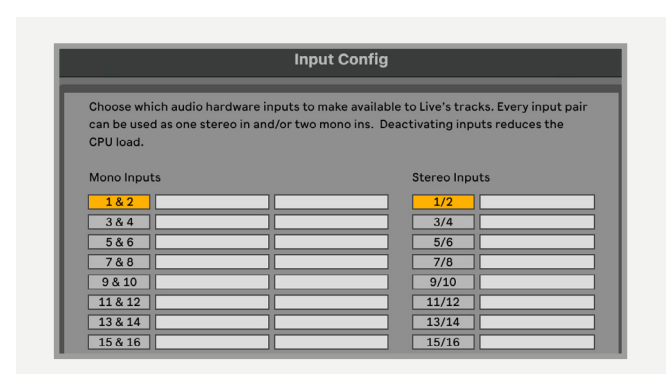 Input Config
Choose which audio hardware inputs to make available to Live's tracks. Every input pair
can be used as one stereo in and/or two mono ins.  Deactivating inputs reduces the
CPU load.
Mono Inputs
Stereo Inputs
1 & 2
1/2
3 & 4
3/4
5 & 6
5/6
7 & 8
7/8
9 & 10
9/10
11 & 12
11/12
13 & 14
13/14
15 & 16
15/16